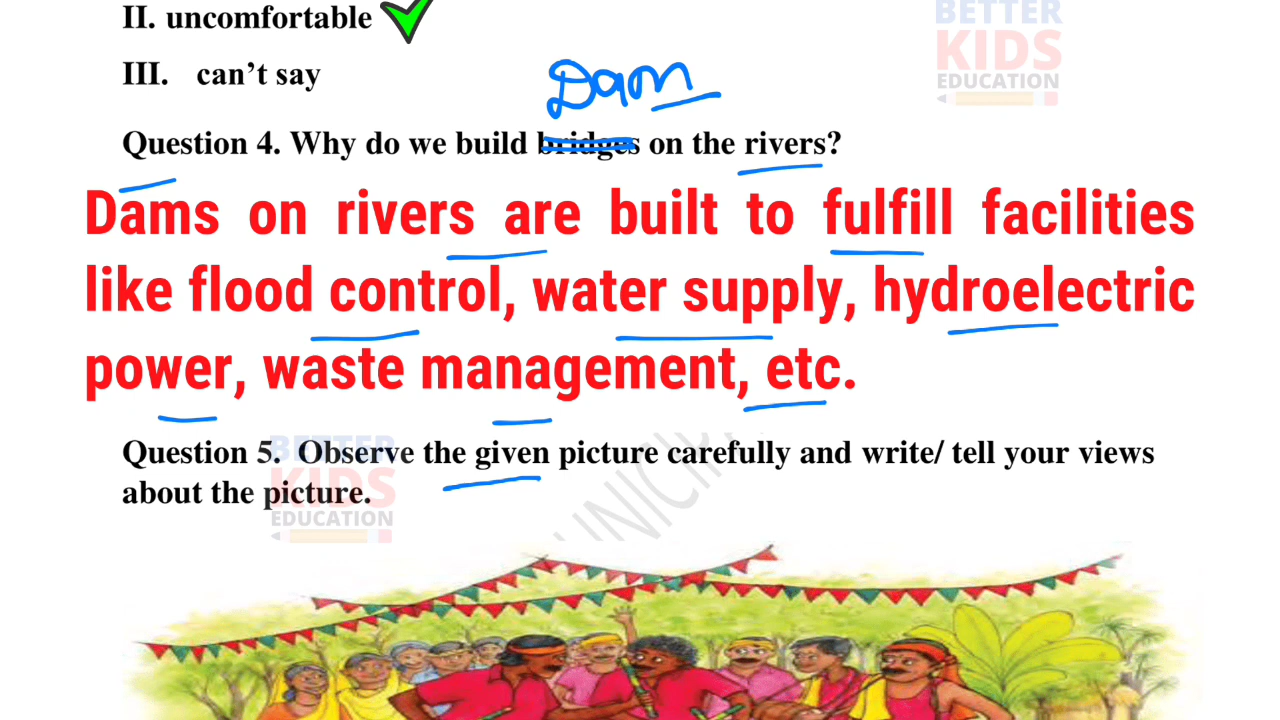 II. uncomfortable
BETTER
KIDS
EDUCATION
III. can't say
Dam
Question 4. Why do we build bridges on the rivers?
Dams on rivers are built to fulfill facilities
like flood control, water supply, hydroelectric
power, waste management, etc.
BETTER
Question 5. Observe the given picture carefully and write/ tell your views
about the picture.
KIDS
EDUCATION